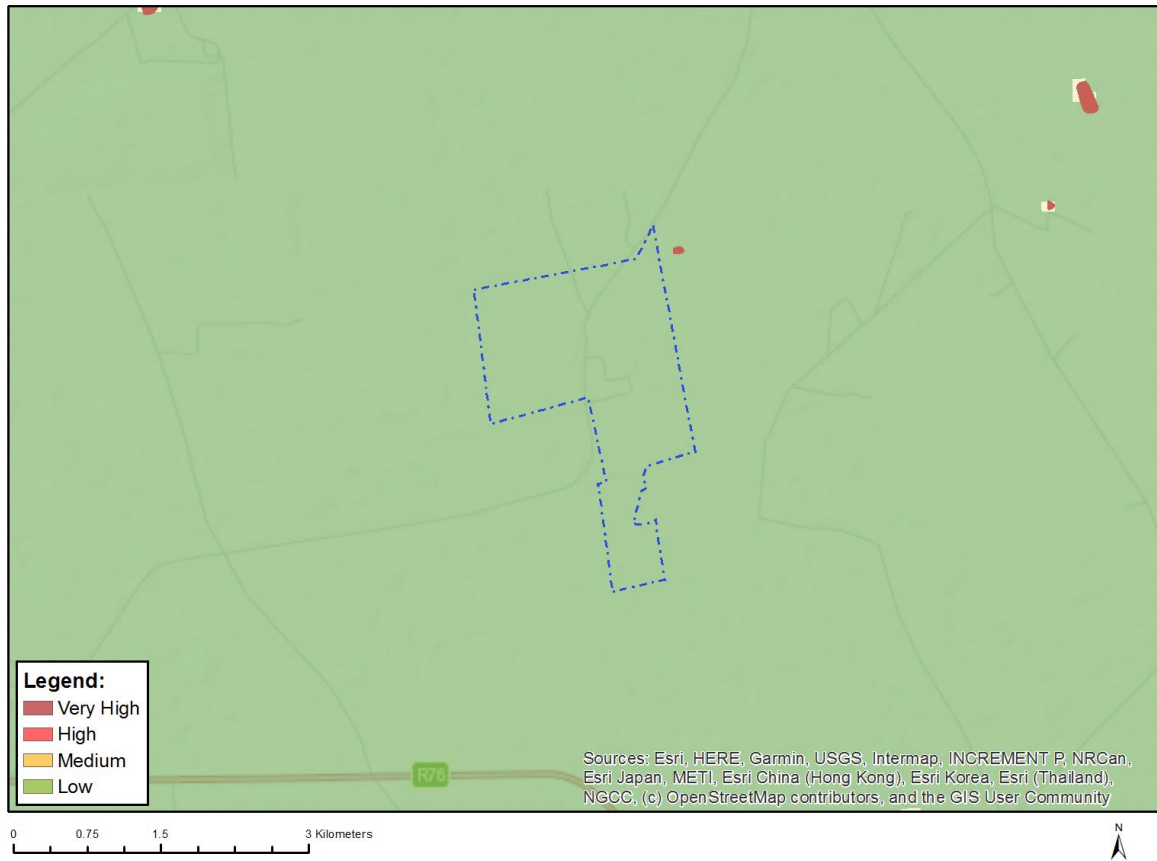 Legend:
Very High
High
Medium
Low
R76
Sources: Esri, HERE, Garmin, USGS, Intermap, INCREMENT P, NRCan,
Esri Japan, METI, Esri China (Hong Kong), Esri Korea, Esri (Thailand),
NGCC, (c) OpenStreetMap contributors, and the GIS User Community
0 0.75 1.5 3 Kilometers
N